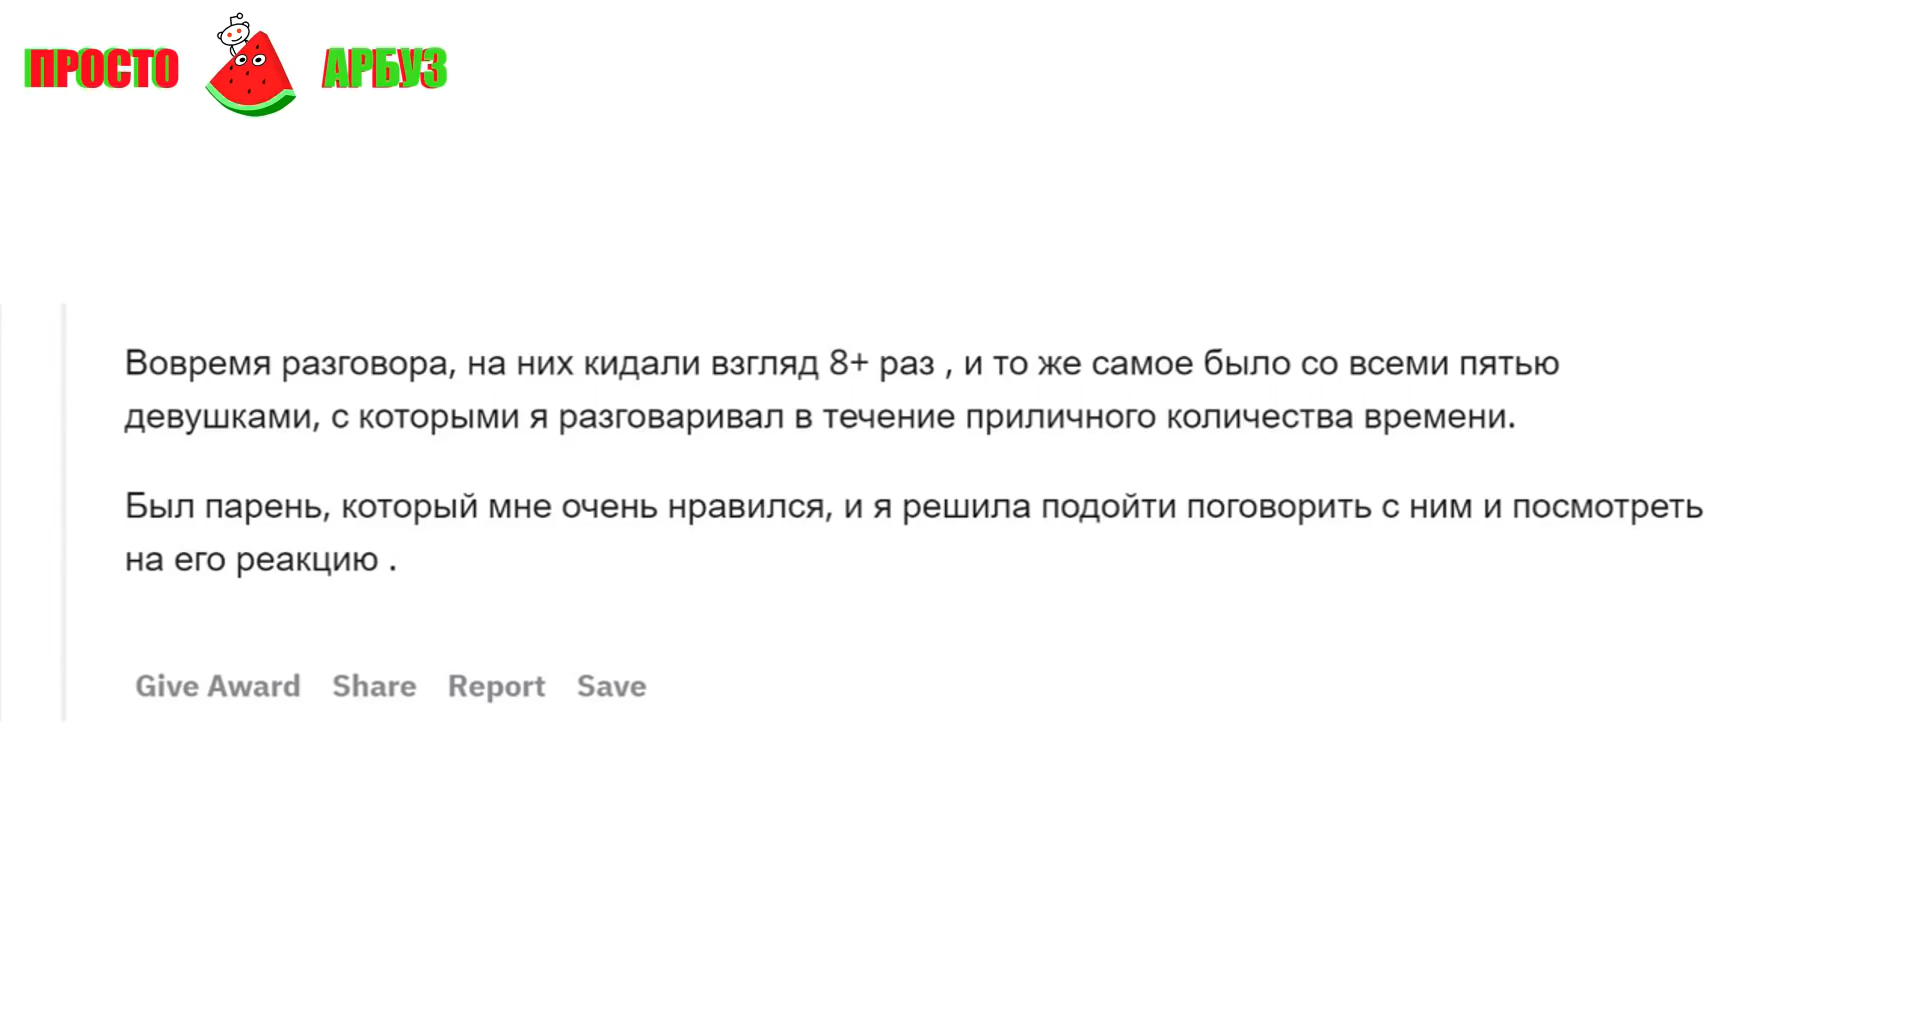 ПРОСТО АРБУЗ
Вовремя разговора, на них кидали взгляд 8+ раз , и то же самое было со всеми пятью
девушками, с которыми я разговаривал в течение приличного количества времени.
Был парень, который мне очень нравился, и я решила подойти поговорить с ним и посмотреть
на его реакцию .
Give Award Share Report Save